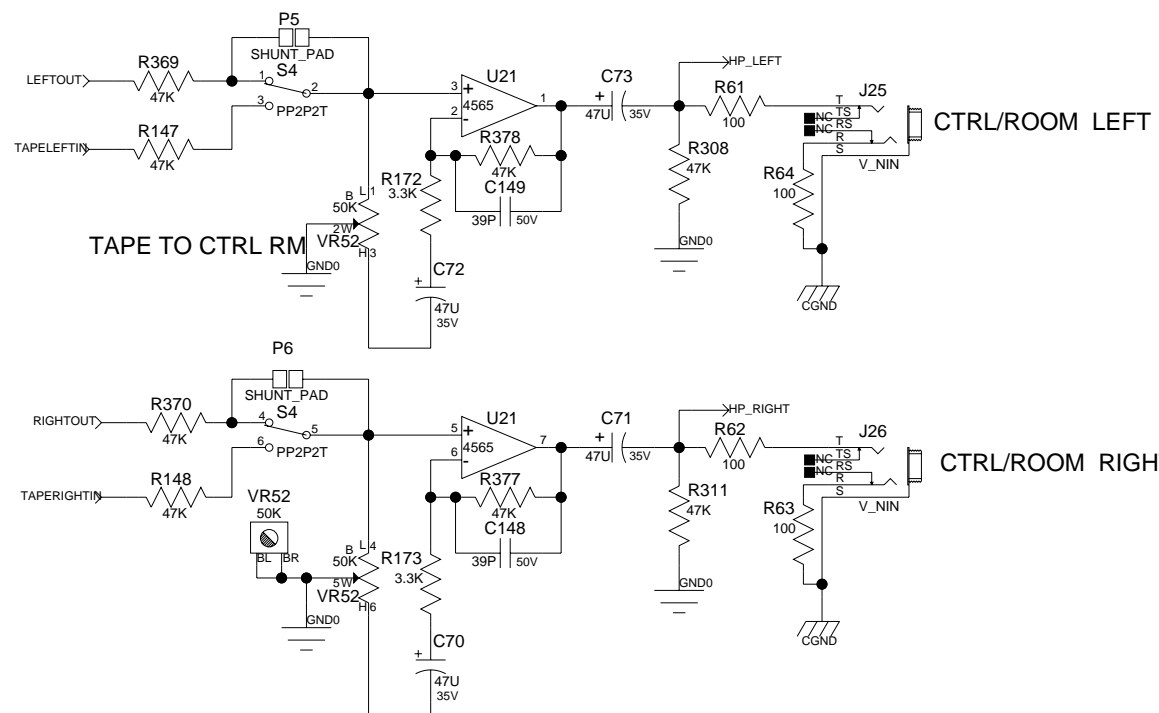 P5
SHUNT_PAD
R369
LEFTOUT
47K
S4
1
2
3
PP2P2T
R147
TAPELEFTIN
47K
U21
3
+
4565
1
2
-
R378
47K
C149
39P
50V
R172
3.3K
C73
+
47U
35V
HP_LEFT
R61
100
R308
47K
GND0
J25
T
NC
TS
NC
RS
R
S
V_NIN
R64
100
CGND
CTRL/ROOM LEFT
L
1
B
50K
2
W
VR52
H
3
TAPE TO CTRL RM
GND0
C72
+
47U
35V
P6
SHUNT_PAD
R370
RIGHTOUT
47K
S4
4
5
6
PP2P2T
R148
TAPERIGHTIN
47K
U21
5
+
4565
7
6
-
R377
47K
C148
39P
50V
R173
3.3K
C71
+
47U
35V
HP_RIGHT
R62
100
R311
47K
GND0
J26
T
NC
TS
NC
RS
R
S
V_NIN
R63
100
CGND
CTRL/ROOM RIGH
VR52
50K
BL
BR
L
4
B
50K
5
W
VR52
H
6
GND0
C70
+
47U
35V